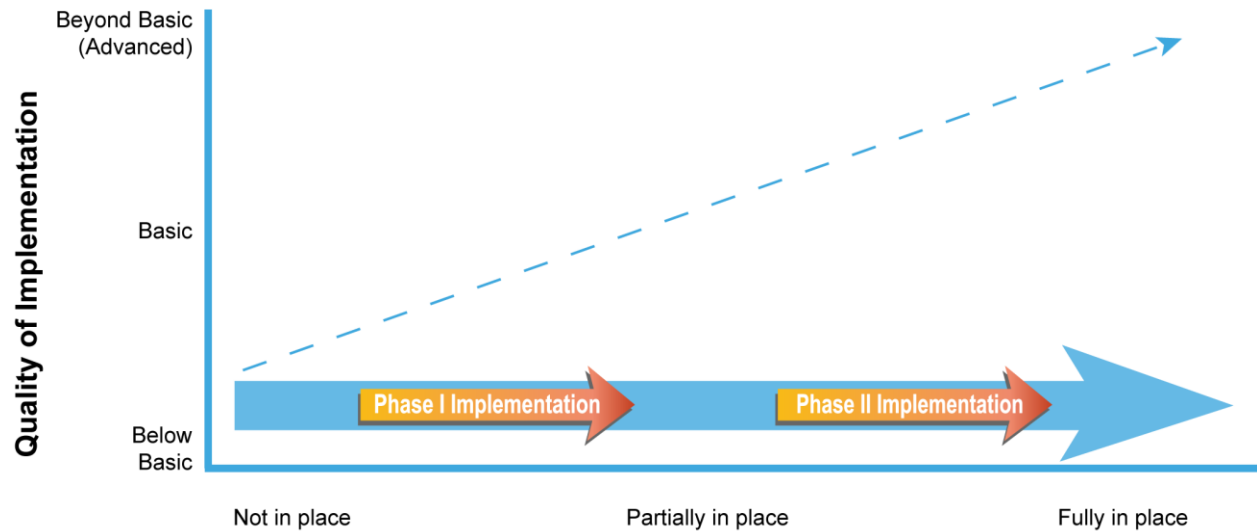 Beyond Basic
(Advanced)
Quality of Implementation
Basic
Phase I Implementation
Phase II Implementation
Below
Basic
Not in place
Partially in place
Fully in place